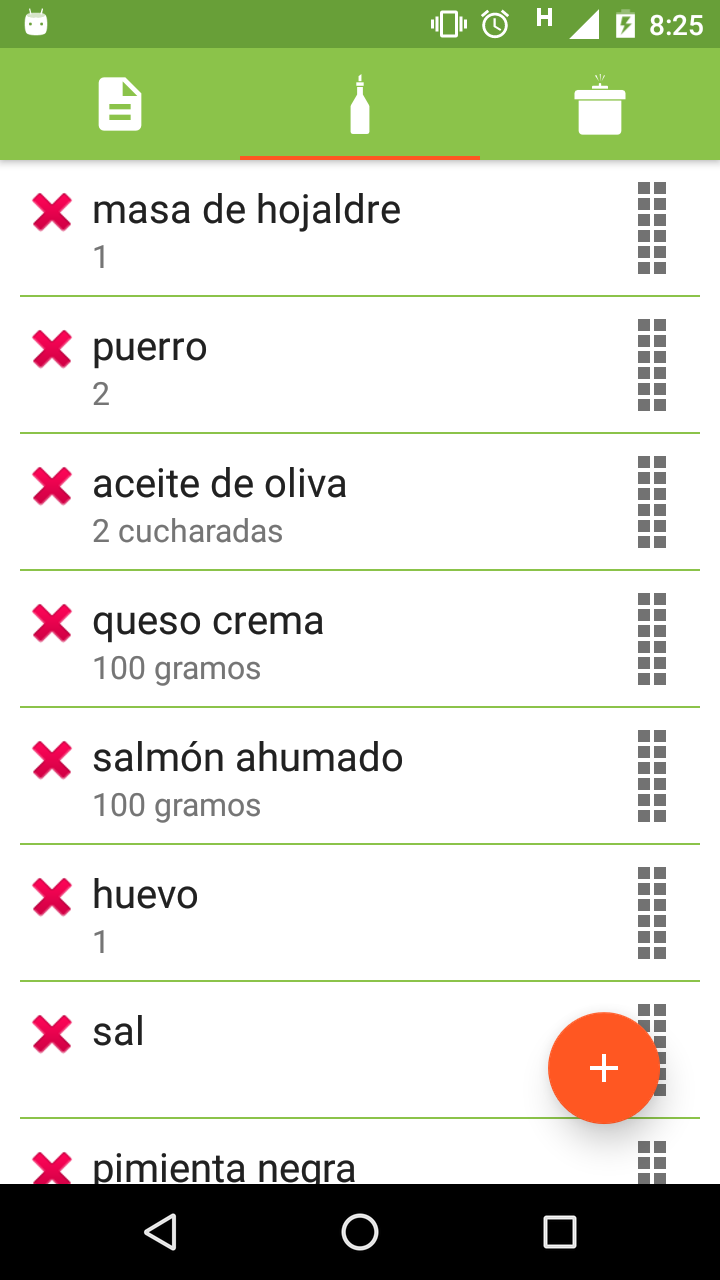 H 8:25
masa de hojaldre
1
puerro
2
aceite de oliva
2 cucharadas
queso crema
100 gramos
salmón ahumado
100 gramos
huevo
1
sal
pimienta negra